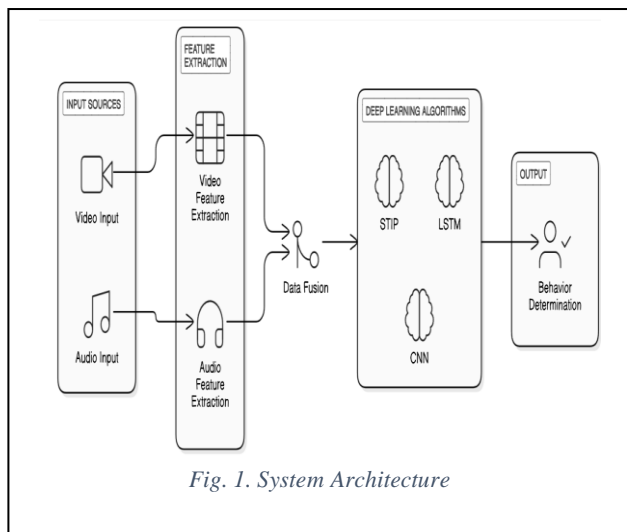 INPUT SOURCES
Video Input
Audio Input
FEATURE
EXTRACTION
Video
Feature
Extraction
Audio
Feature
Extraction
Data Fusion
DEEP LEARNING ALGORITHMS
STIP
LSTM
CNN
OUTPUT
Behavior
Determination
Fig. 1. System Architecture